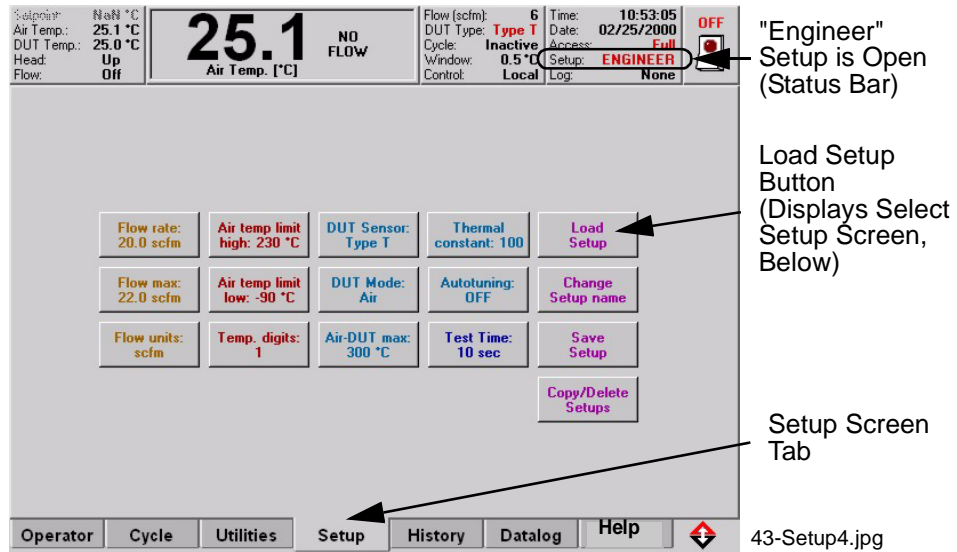 Setpoint: NaN °C
Air Temp.: 25.1 °C
DUT Temp.: 25.0 °C
Head: Up
Flow: Off
25.1
Air Temp. [°C]
NO
FLOW
Flow (scfm): 6
DUT Type: Type T
Cycle: Inactive
Window: 0.5 °C
Control: Local
Time: 10:53:05
Date: 02/25/2000
Access: Full
Setup: ENGINEER
Log: None
OFF
"Engineer"
Setup is Open
(Status Bar)
Load Setup
Button
(Displays Select
Setup Screen,
Below)
Flow rate:
20.0 scfm
Air temp limit
high: 230 °C
DUT Sensor:
Type T
Thermal
constant: 100
Load
Setup
Flow max:
22.0 scfm
Air temp limit
low: -90 °C
DUT Mode:
Air
Autotuning:
OFF
Change
Setup name
Flow units:
scfm
Temp. digits:
1
Air-DUT max:
300 °C
Test Time:
10 sec
Save
Setup
Copy/Delete
Setups
Setup Screen
Tab
Operator Cycle Utilities Setup History Datalog Help
43-Setup4.jpg